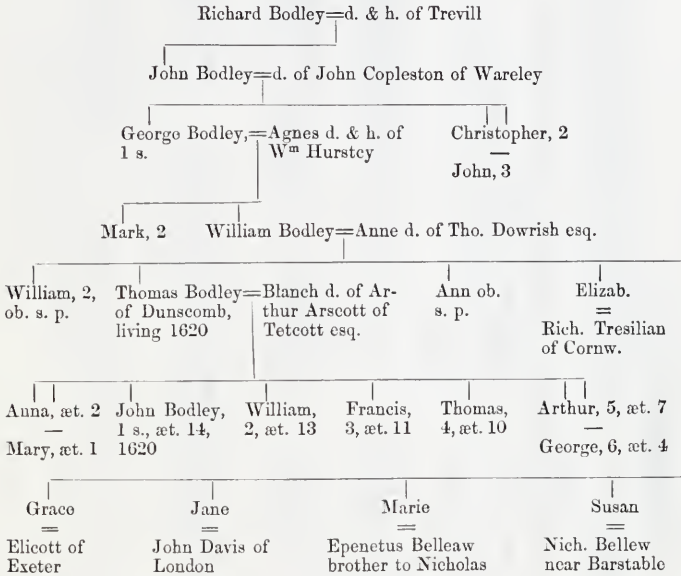 Richard Bodley=d. & h. of Trevill
John Bodley=d. of John Copleston of Wareley
George Bodley,=Agnes d. & h. of
1 s.
Wᵐ Hurstey
Christopher, 2
—
John, 3
Mark, 2
William Bodley=Anne d. of Tho. Dowrish esq.
William, 2,
ob. s. p.
Thomas Bodley=Blanch d. of Ar-
of Dunscomb,
living 1620
thur Arscott of
Tetcott esq.
Ann ob.
s. p.
Elizab.
=
Rich. Tresilian
of Cornw.
Anna, æt. 2
—
Mary, æt. 1
John Bodley,
1 s., æt. 14,
1620
William,
2, æt. 13
Francis,
3, æt. 11
Thomas,
4, æt. 10
Arthur, 5, æt. 7
—
George, 6, æt. 4
Grace
=
Elicott of
Exeter
Jane
=
John Davis of
London
Marie
=
Epenetus Belleaw
brother to Nicholas
Susan
=
Nich. Bellew
near Barstable